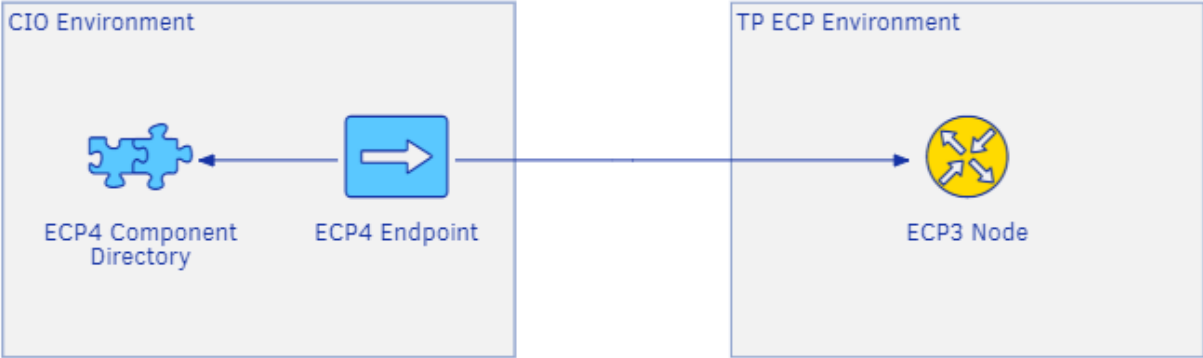 CIO Environment
TP ECP Environment
ECP4 Component
Directory
ECP4 Endpoint
ECP3 Node